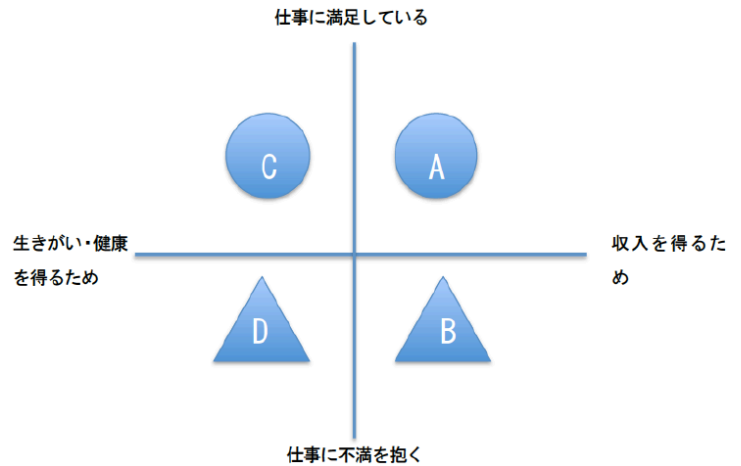 仕事に満足している
C
A
生きがい・健康
を得るため
収入を得るた
め
D
B
仕事に不満を抱く